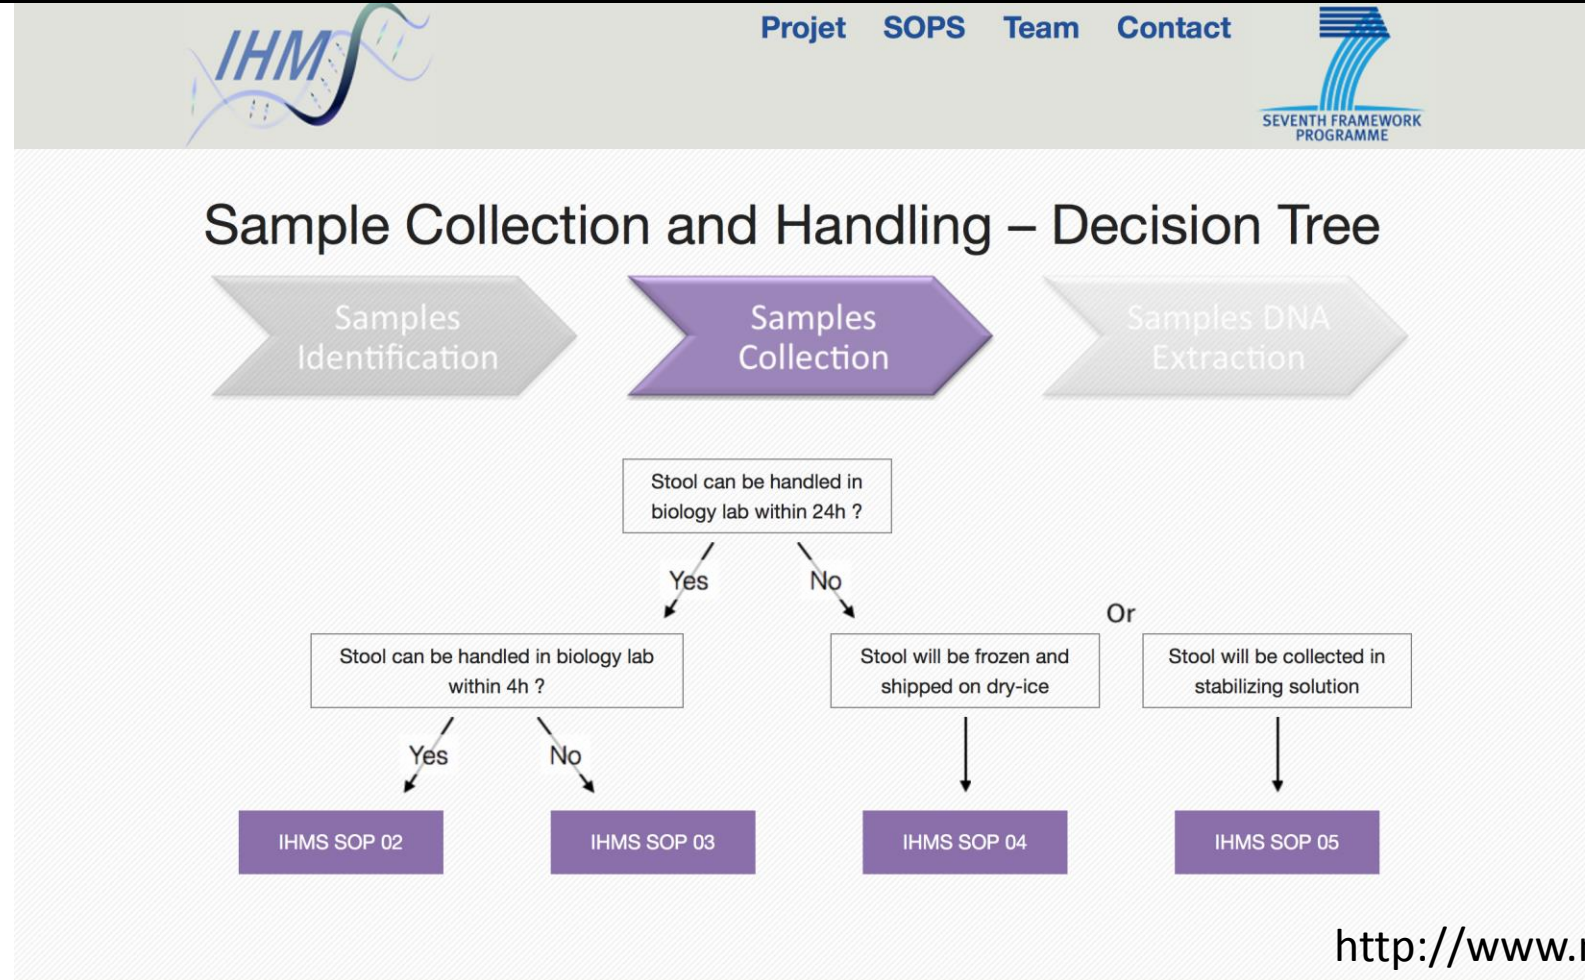 IHMS
Projet SOPS Team Contact
SEVENTH FRAMEWORK
PROGRAMME
Sample Collection and Handling – Decision Tree
Samples
Identification
Samples
Collection
Samples DNA
Extraction
Stool can be handled in
biology lab within 24h ?
Yes
No
Or
Stool can be handled in biology lab
within 4h ?
Stool will be frozen and
shipped on dry-ice
Stool will be collected in
stabilizing solution
Yes
No
IHMS SOP 02
IHMS SOP 03
IHMS SOP 04
IHMS SOP 05
http://www.